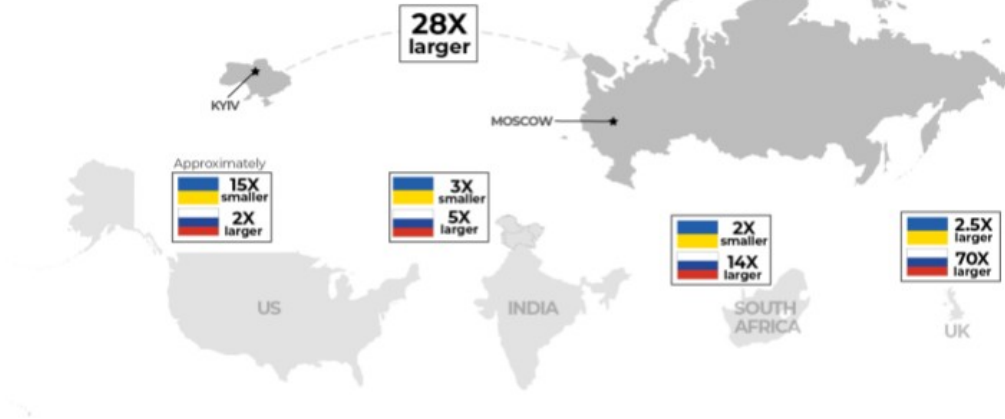 28X
larger
KYIV
MOSCOW
Approximately
15X
smaller
2X
larger
3X
smaller
5X
larger
2X
smaller
14X
larger
2.5X
larger
70X
larger
US
INDIA
SOUTH
AFRICA
UK